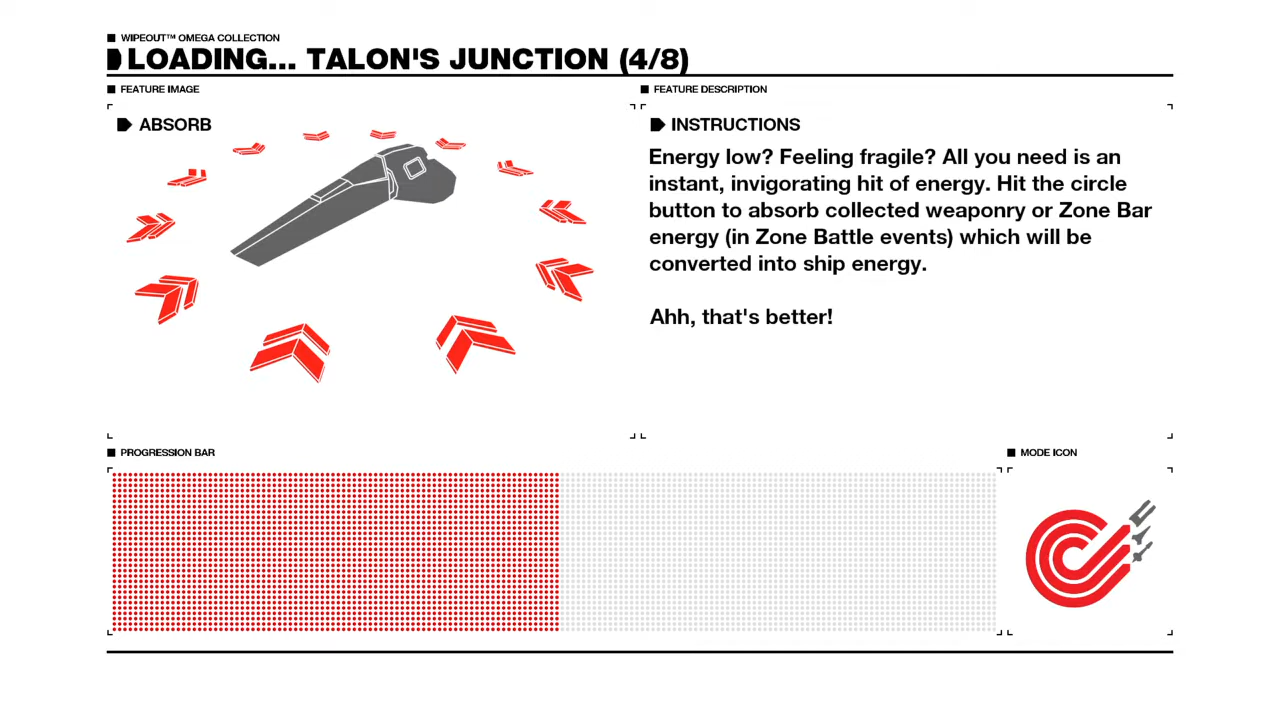 WIPEOUT™ OMEGA COLLECTION
LOADING... TALON'S JUNCTION (4/8)
FEATURE IMAGE
ABSORB
FEATURE DESCRIPTION
INSTRUCTIONS
Energy low? Feeling fragile? All you need is an
instant, invigorating hit of energy. Hit the circle
button to absorb collected weaponry or Zone Bar
energy (in Zone Battle events) which will be
converted into ship energy.
Ahh, that's better!
PROGRESSION BAR
MODE ICON